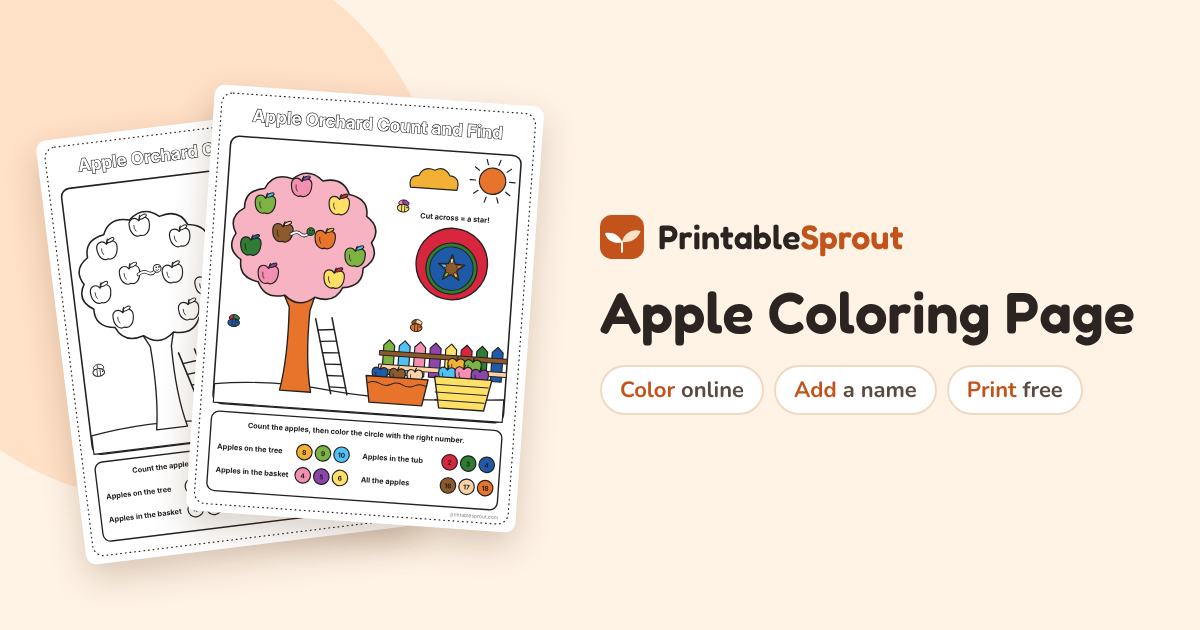 Apple Orchard Count and Find
Cut across = a star!
Count the apples, then color the circle with the right number.
Apples on the tree 8 9 10 Apples in the tub 2 3 4
Apples in the basket 4 5 6 All the apples 16 17 18
printablesprout.com
Apple Orchard C
Count the apple
Apples on the tree
Apples in the basket
PrintableSprout
Apple Coloring Page
Color online
Add a name
Print free